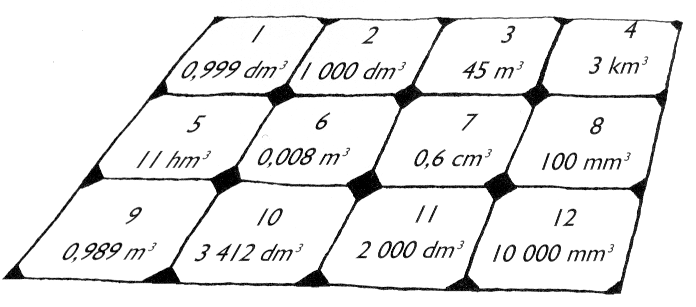 1
0,999 dm³
2
1 000 dm³
3
45 m³
4
3 km³
5
11 hm³
6
0,008 m³
7
0,6 cm³
8
100 mm³
9
0,989 m³
10
3 412 dm³
11
2 000 dm³
12
10 000 mm³